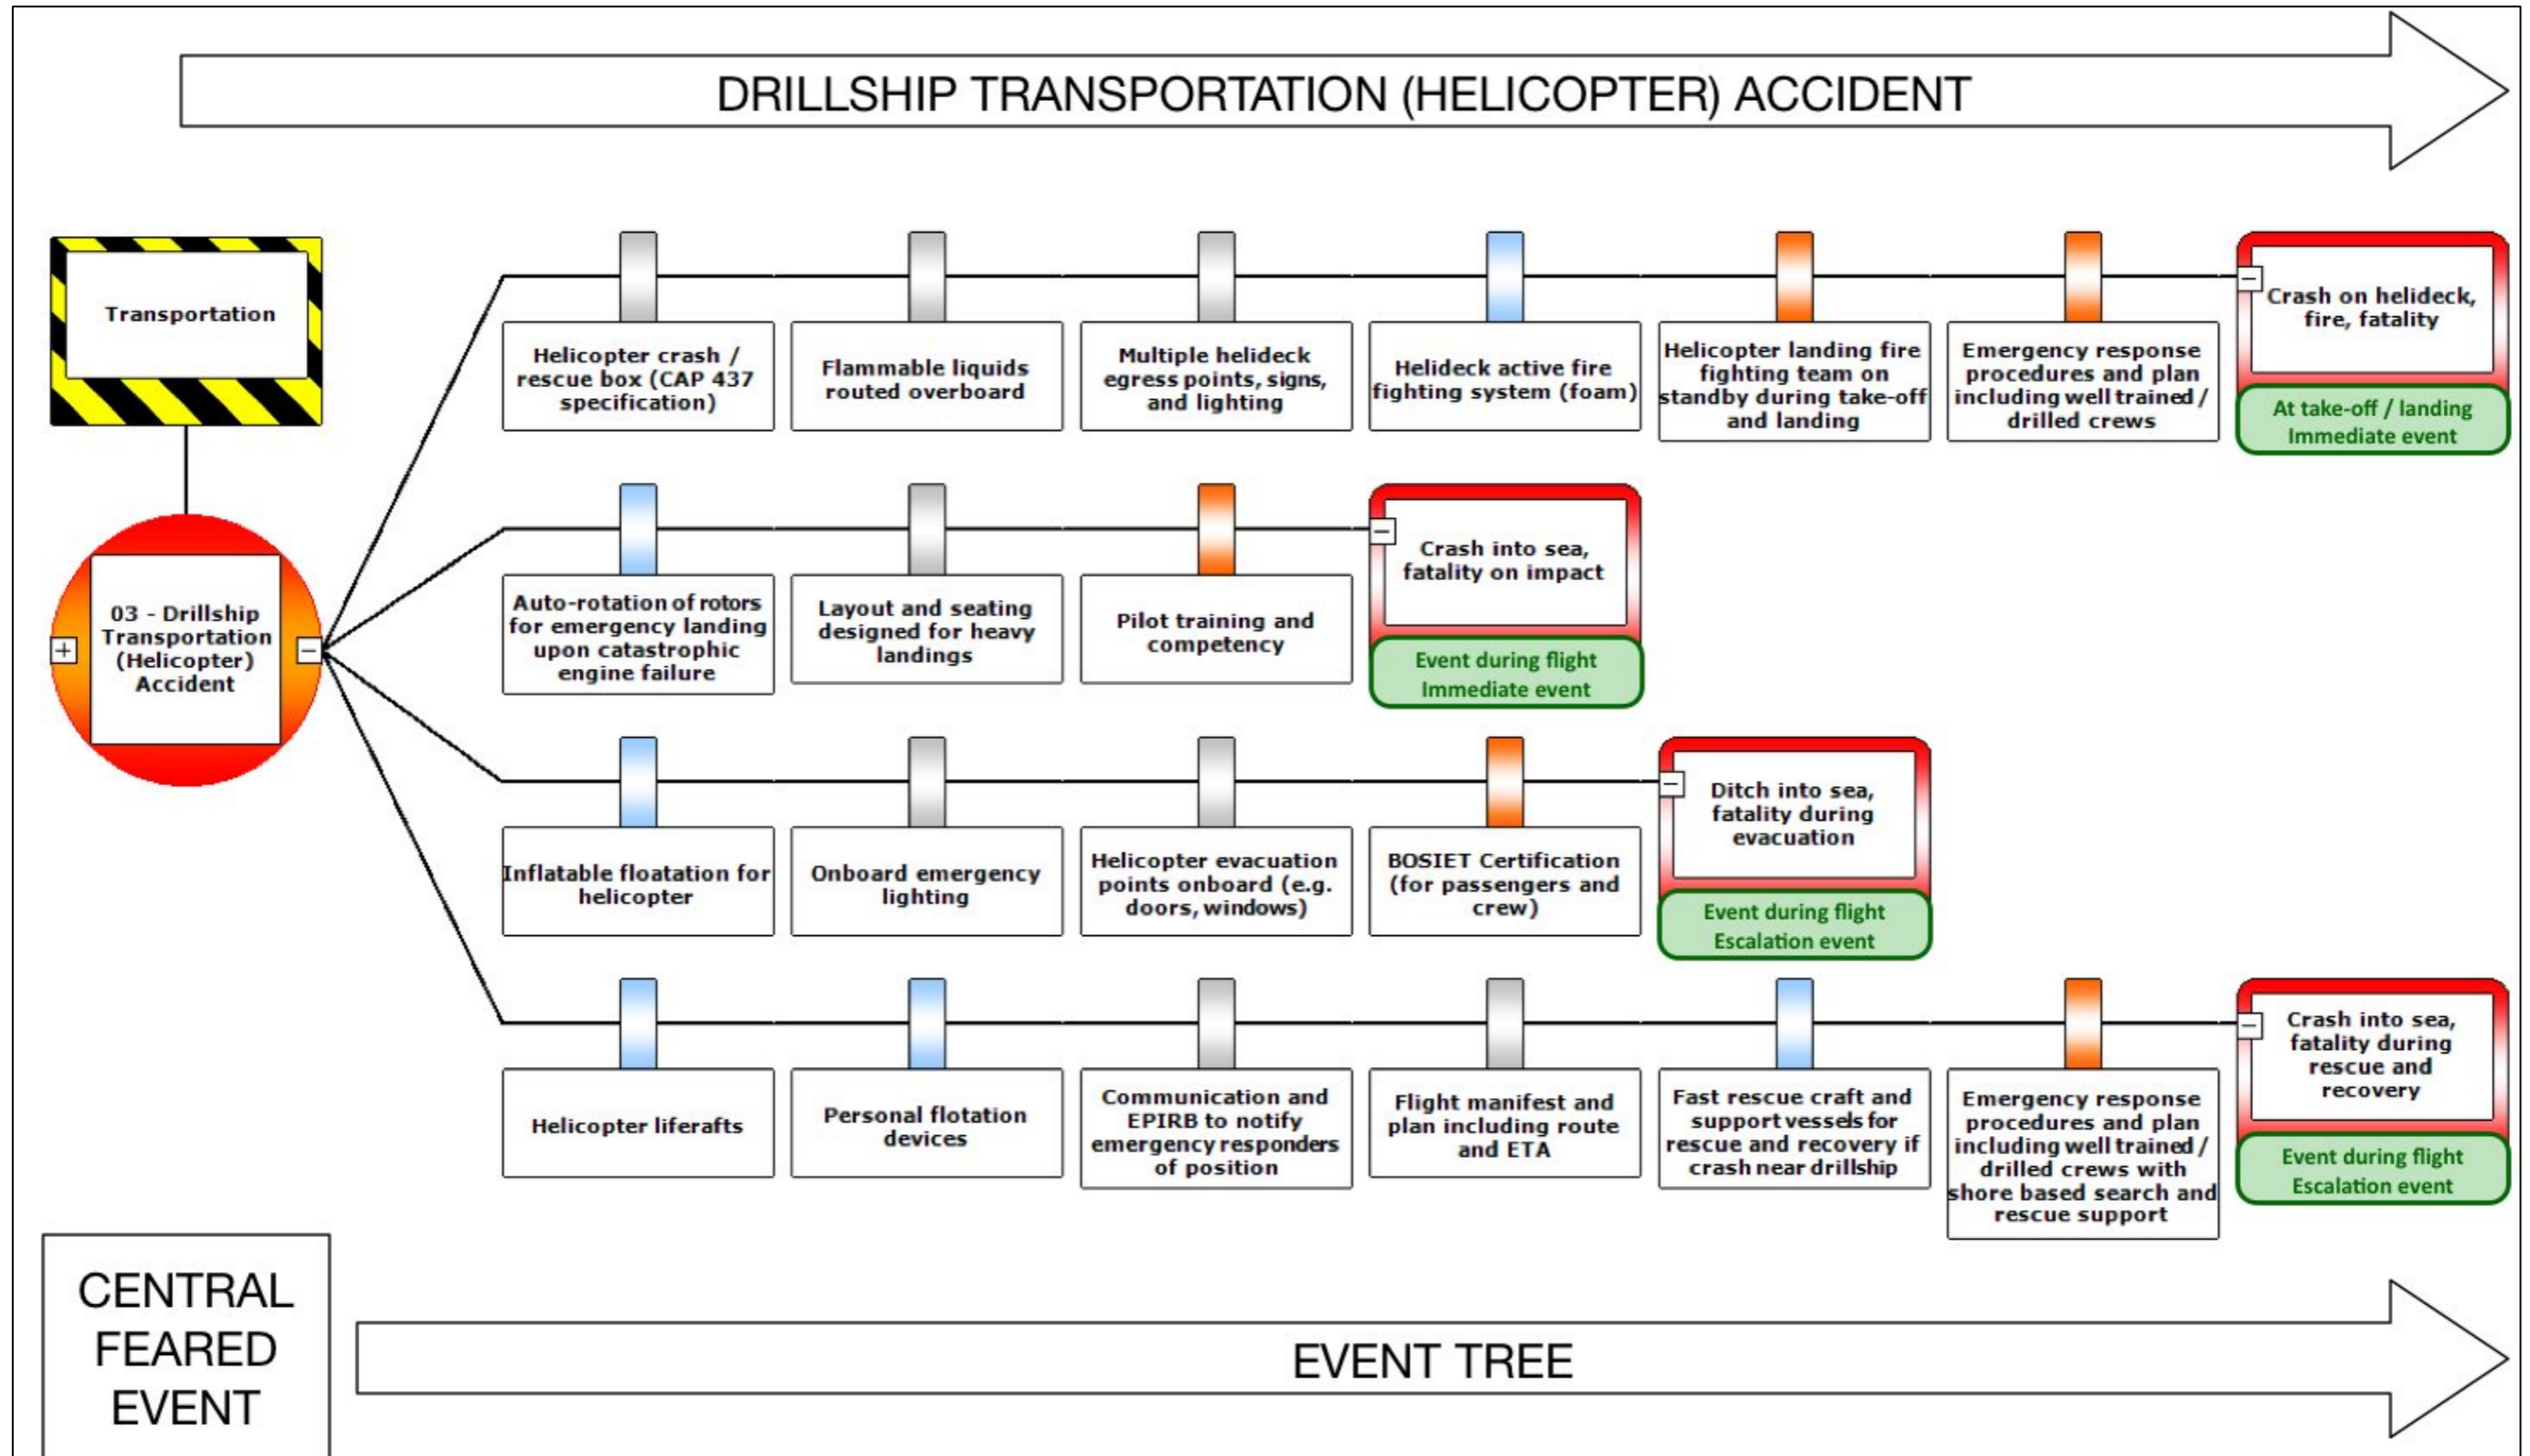 DRILLSHIP TRANSPORTATION (HELICOPTER) ACCIDENT
Transportation
03 - Drillship
Transportation
(Helicopter)
Accident
Helicopter crash /
rescue box (CAP 437
specification)
Flammable liquids
routed overboard
Multiple helideck
egress points, signs,
and lighting
Helideck active fire
fighting system (foam)
Helicopter landing fire
fighting team on
standby during take-off
and landing
Emergency response
procedures and plan
including well trained /
drilled crews
Crash on helideck,
fire, fatality
At take-off / landing
Immediate event
Auto-rotation of rotors
for emergency landing
upon catastrophic
engine failure
Layout and seating
designed for heavy
landings
Pilot training and
competency
Crash into sea,
fatality on impact
Event during flight
Immediate event
Inflatable floatation for
helicopter
Onboard emergency
lighting
Helicopter evacuation
points onboard (e.g.
doors, windows)
BOSIET Certification
(for passengers and
crew)
Ditch into sea,
fatality during
evacuation
Event during flight
Escalation event
Helicopter liferafts
Personal flotation
devices
Communication and
EPIRB to notify
emergency responders
of position
Flight manifest and
plan including route
and ETA
Fast rescue craft and
support vessels for
rescue and recovery if
crash near drillship
Emergency response
procedures and plan
including well trained /
drilled crews with
shore based search and
rescue support
Crash into sea,
fatality during
rescue and
recovery
Event during flight
Escalation event
CENTRAL
FEARED
EVENT
EVENT TREE